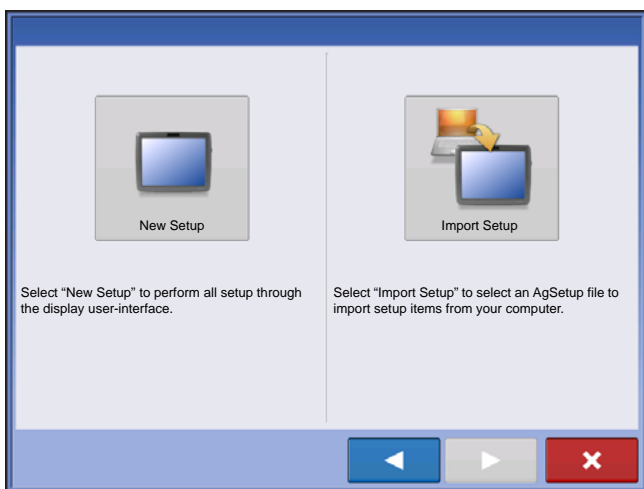 New Setup
Select “New Setup” to perform all setup through
the display user-interface.
Import Setup
Select “Import Setup” to select an AgSetup file to
import setup items from your computer.